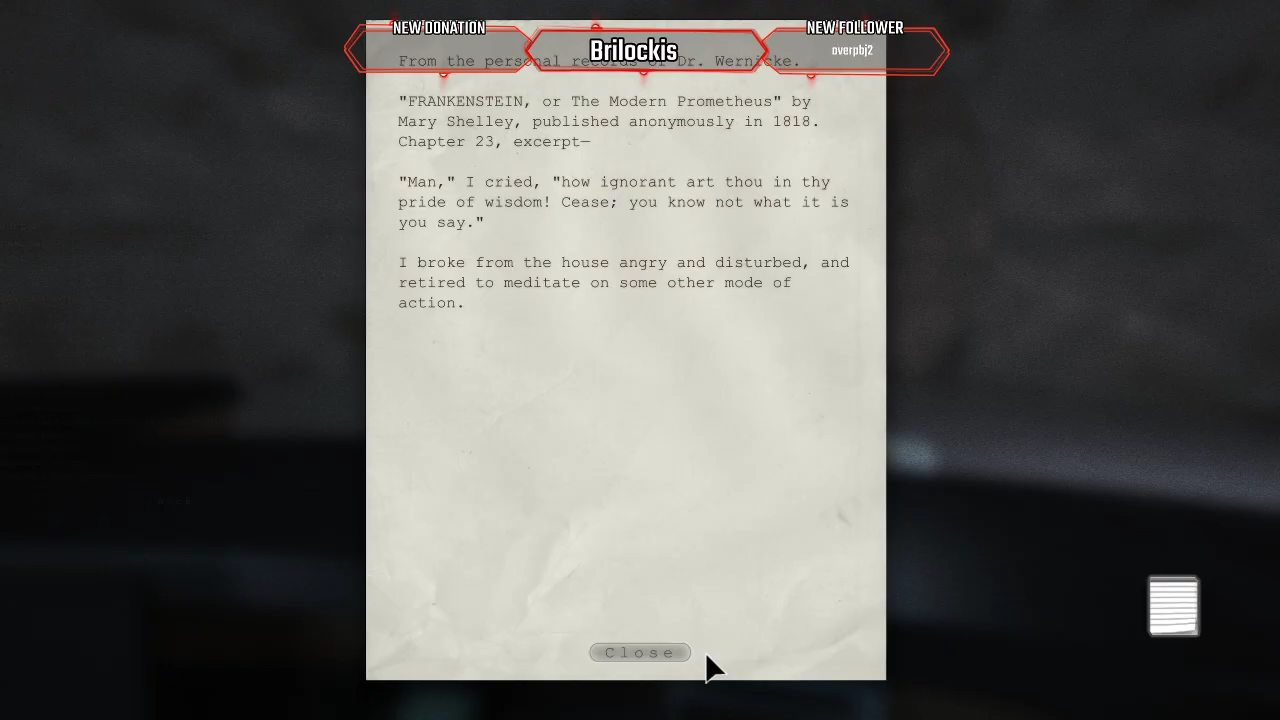 NEW DONATION
NEW FOLLOWER
Brilockis
overpbj2
From the personal records of Dr. Wernicke.
"FRANKENSTEIN, or The Modern Prometheus" by
Mary Shelley, published anonymously in 1818.
Chapter 23, excerpt—
"Man," I cried, "how ignorant art thou in thy
pride of wisdom! Cease; you know not what it is
you say."
I broke from the house angry and disturbed, and
retired to meditate on some other mode of
action.
Close